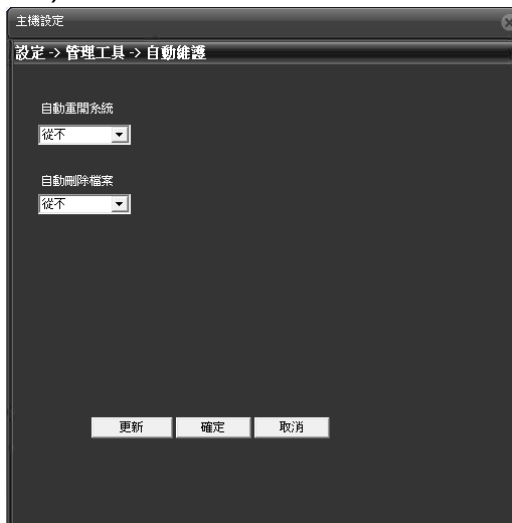 主機設定
設定 -> 管理工具 -> 自動維護
自動重開系統
從不
自動刪除檔案
從不
更新 確定 取消